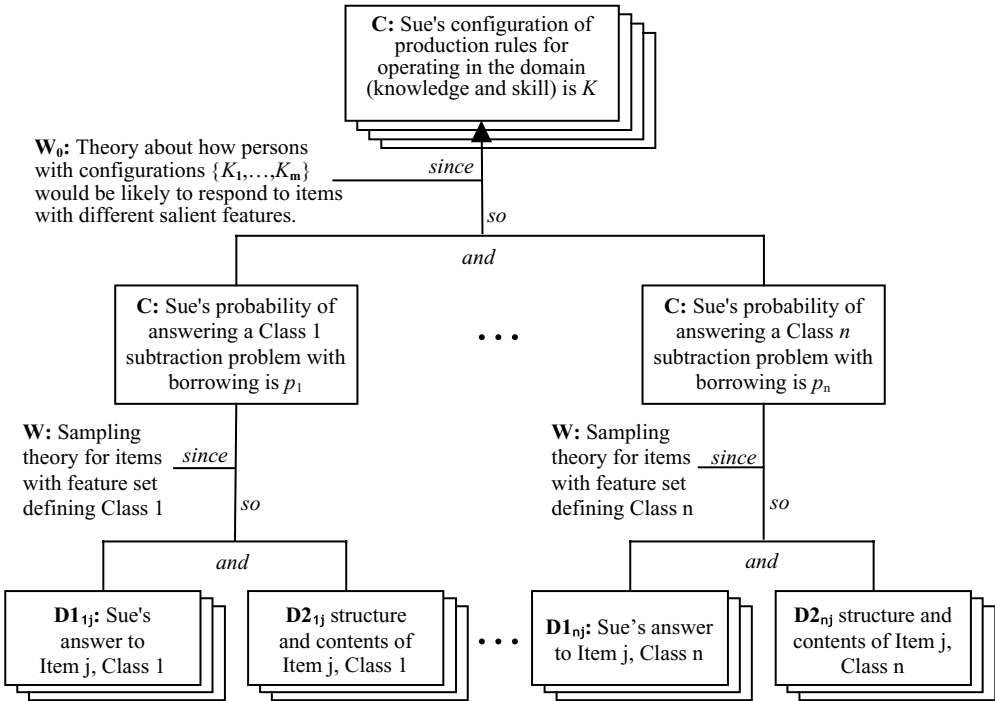 C: Sue's configuration of
production rules for
operating in the domain
(knowledge and skill) is K
W0: Theory about how persons
with configurations {K1,…,Km}
would be likely to respond to items
with different salient features.
since
so
and
C: Sue's probability of
answering a Class 1
subtraction problem with
borrowing is p1
. . .
C: Sue's probability of
answering a Class n
subtraction problem with
borrowing is pn
W: Sampling
theory for items
with feature set
defining Class 1
since
so
and
W: Sampling
theory for items
with feature set
defining Class n
since
so
and
D11j: Sue's
answer to
Item j, Class 1
D21j structure
and contents of
Item j, Class 1
. . .
D1nj: Sue’s answer
to Item j, Class n
D2nj structure and
contents of Item j,
Class n